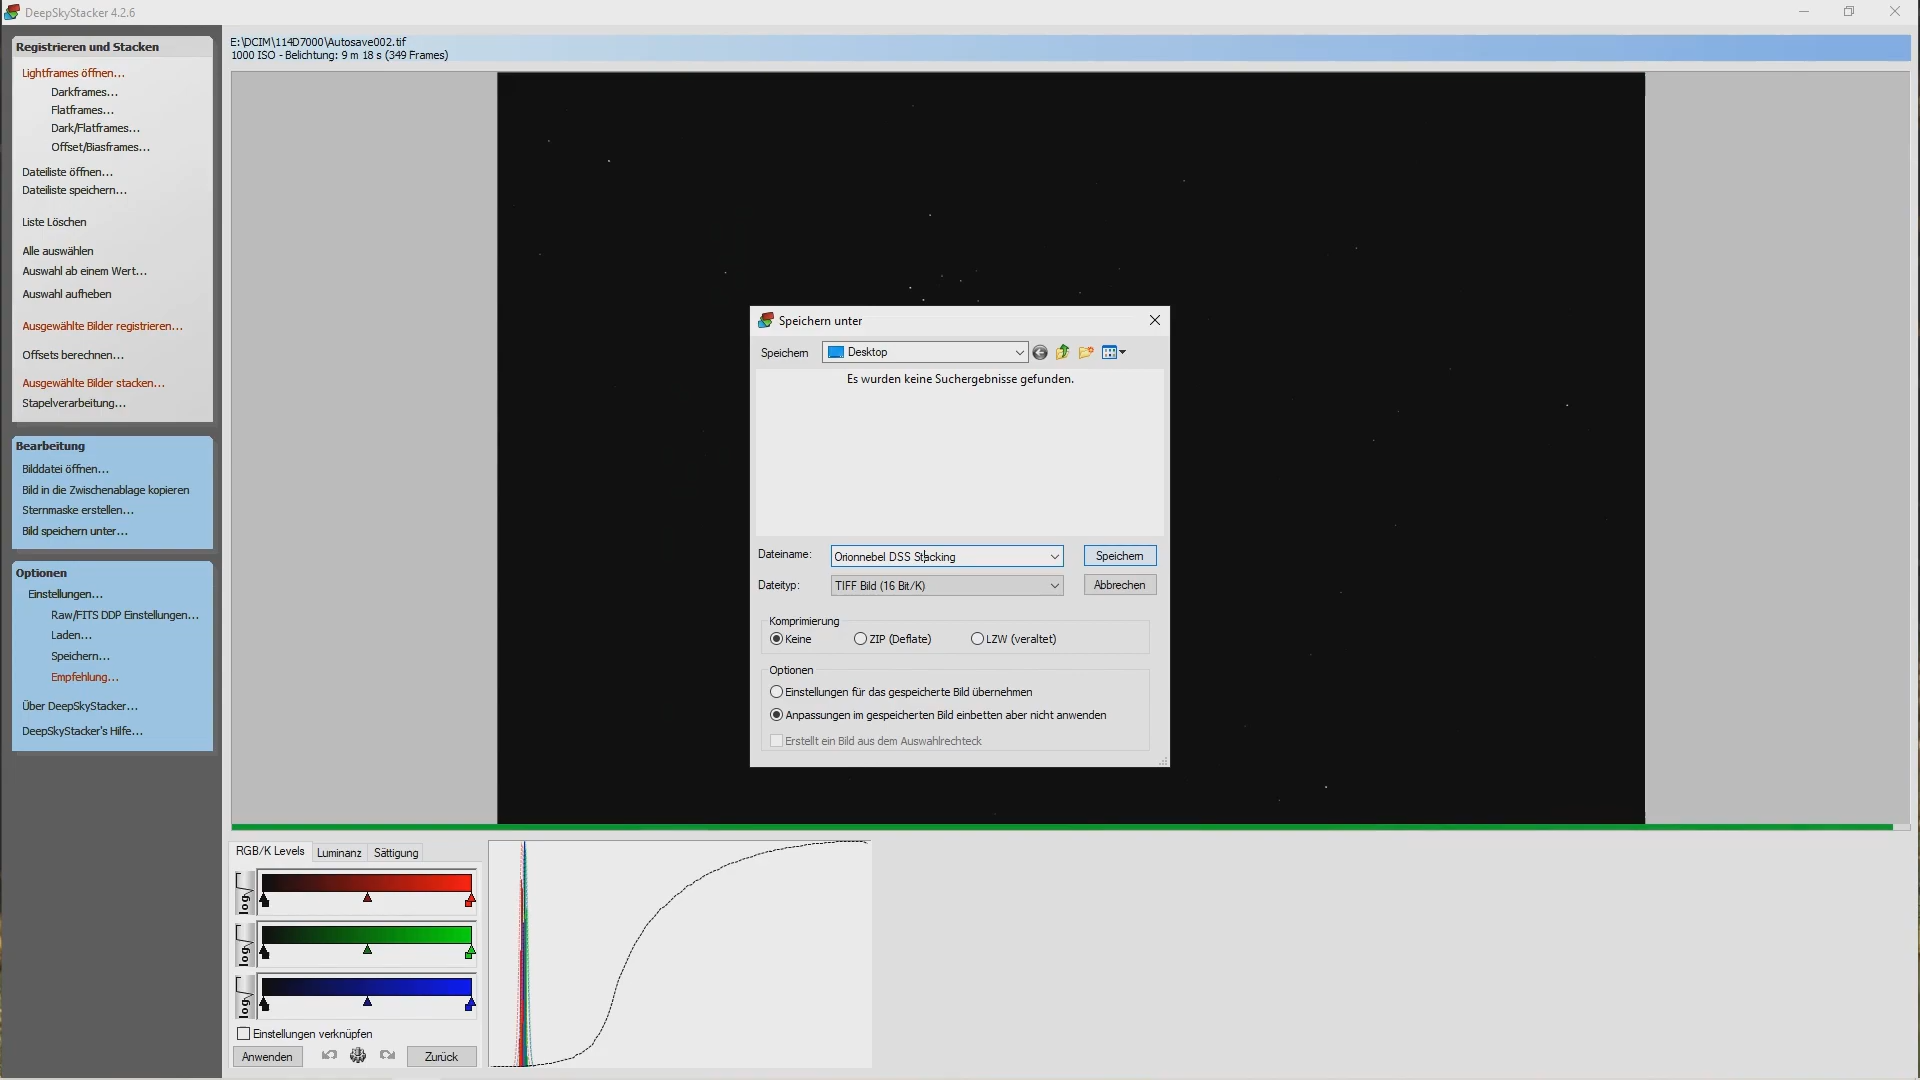 DeepSkyStacker 4.2.6
Registrieren und Stacken
Lightframes öffnen...
Darkframes...
Flatframes...
Dark/Flatframes...
Offset/Biasframes...
Dateiliste öffnen...
Dateiliste speichern...
Liste Löschen
Alle auswählen
Auswahl ab einem Wert...
Auswahl aufheben
Ausgewählte Bilder registrieren...
Offsets berechnen...
Ausgewählte Bilder stacken...
Stapelverarbeitung...
Bearbeitung
Bilddatei öffnen...
Bild in die Zwischenablage kopieren
Sternmaske erstellen...
Bild speichern unter...
Optionen
Einstellungen...
Raw/FITS DDP Einstellungen...
Laden...
Speichern...
Empfehlung...
Über DeepSkyStacker...
DeepSkyStacker's Hilfe...
E:\DCIM\114D7000\Autosave002.tif
1000 ISO - Belichtung: 9 m 18 s (349 Frames)
Speichern unter
Speichern Desktop
Es wurden keine Suchergebnisse gefunden.
Dateiname: Orionnebel DSS Stacking Speichern
Dateityp: TIFF Bild (16 Bit/K) Abbrechen
Komprimierung
Keine ZIP (Deflate) LZW (veraltet)
Optionen
Einstellungen für das gespeicherte Bild übernehmen
Anpassungen im gespeicherten Bild einbetten aber nicht anwenden
Erstellt ein Bild aus dem Auswahlrechteck
RGB/K Levels Luminanz Sättigung
log
log
log
Einstellungen verknüpfen
Anwenden Zurück